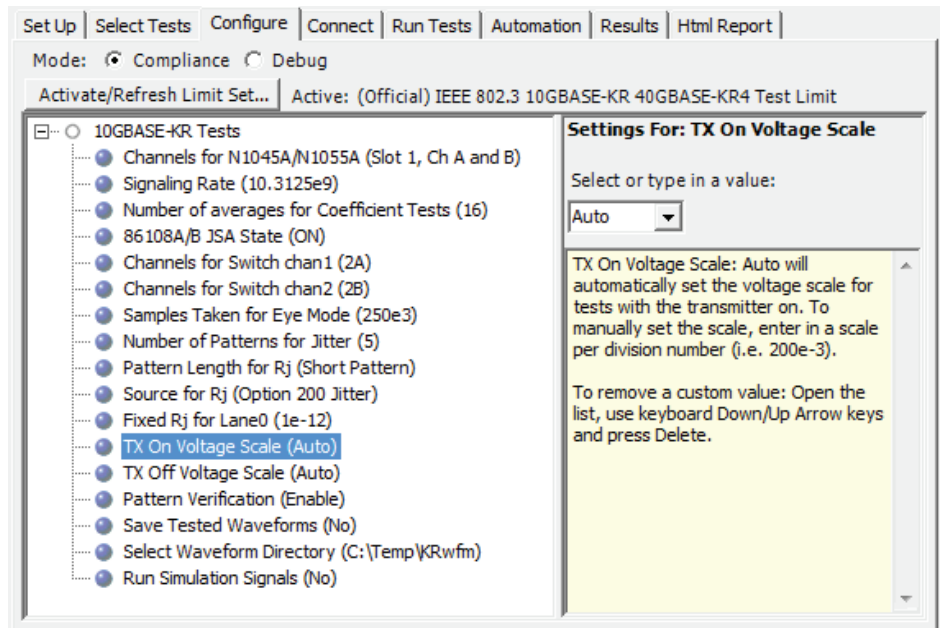 Set Up Select Tests Configure Connect Run Tests Automation Results Html Report
Mode: Compliance Debug
Activate/Refresh Limit Set... Active: (Official) IEEE 802.3 10GBASE-KR 40GBASE-KR4 Test Limit
10GBASE-KR Tests
Channels for N1045A/N1055A (Slot 1, Ch A and B)
Signaling Rate (10.3125e9)
Number of averages for Coefficient Tests (16)
86108A/B JSA State (ON)
Channels for Switch chan1 (2A)
Channels for Switch chan2 (2B)
Samples Taken for Eye Mode (250e3)
Number of Patterns for Jitter (5)
Pattern Length for Rj (Short Pattern)
Source for Rj (Option 200 Jitter)
Fixed Rj for Lane0 (1e-12)
TX On Voltage Scale (Auto)
TX Off Voltage Scale (Auto)
Pattern Verification (Enable)
Save Tested Waveforms (No)
Select Waveform Directory (C:\Temp\KRwfm)
Run Simulation Signals (No)
Settings For: TX On Voltage Scale
Select or type in a value:
Auto
TX On Voltage Scale: Auto will
automatically set the voltage scale for
tests with the transmitter on. To
manually set the scale, enter in a scale
per division number (i.e. 200e-3).
To remove a custom value: Open the
list, use keyboard Down/Up Arrow keys
and press Delete.